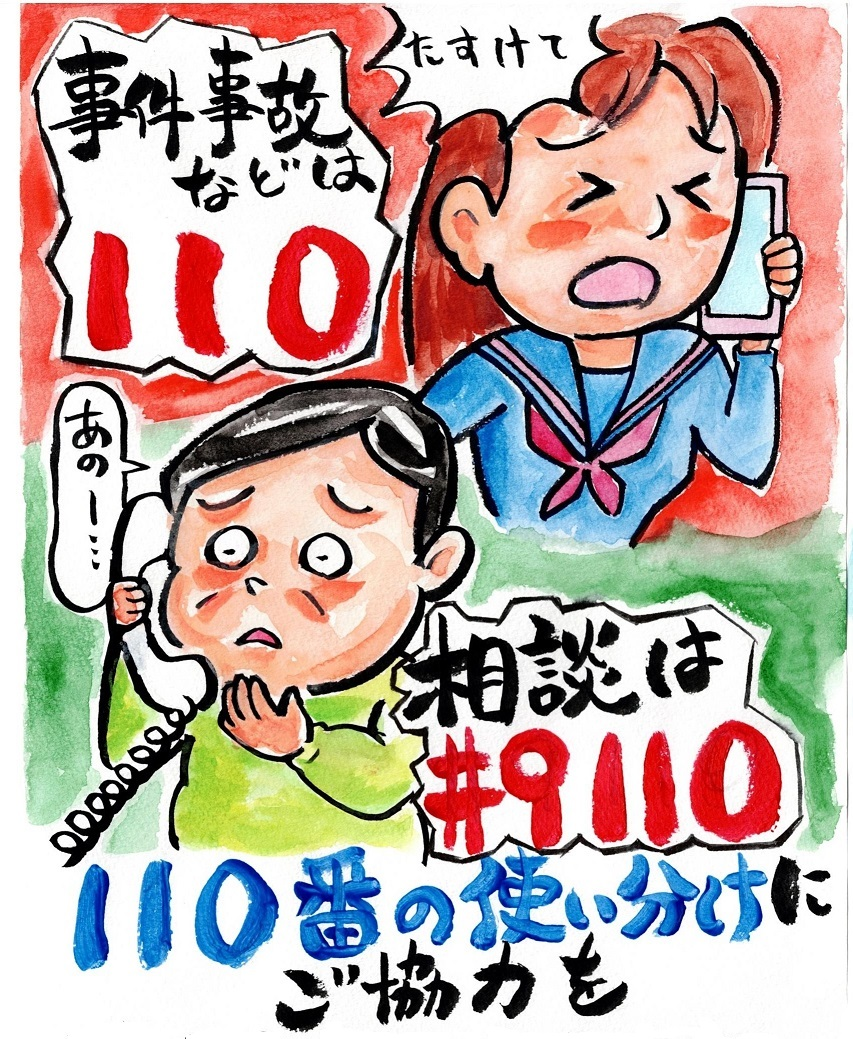 事件事故
などは
110
たすけて
あのー…
相談は
#9110
110番の使い分けに
ご協力を